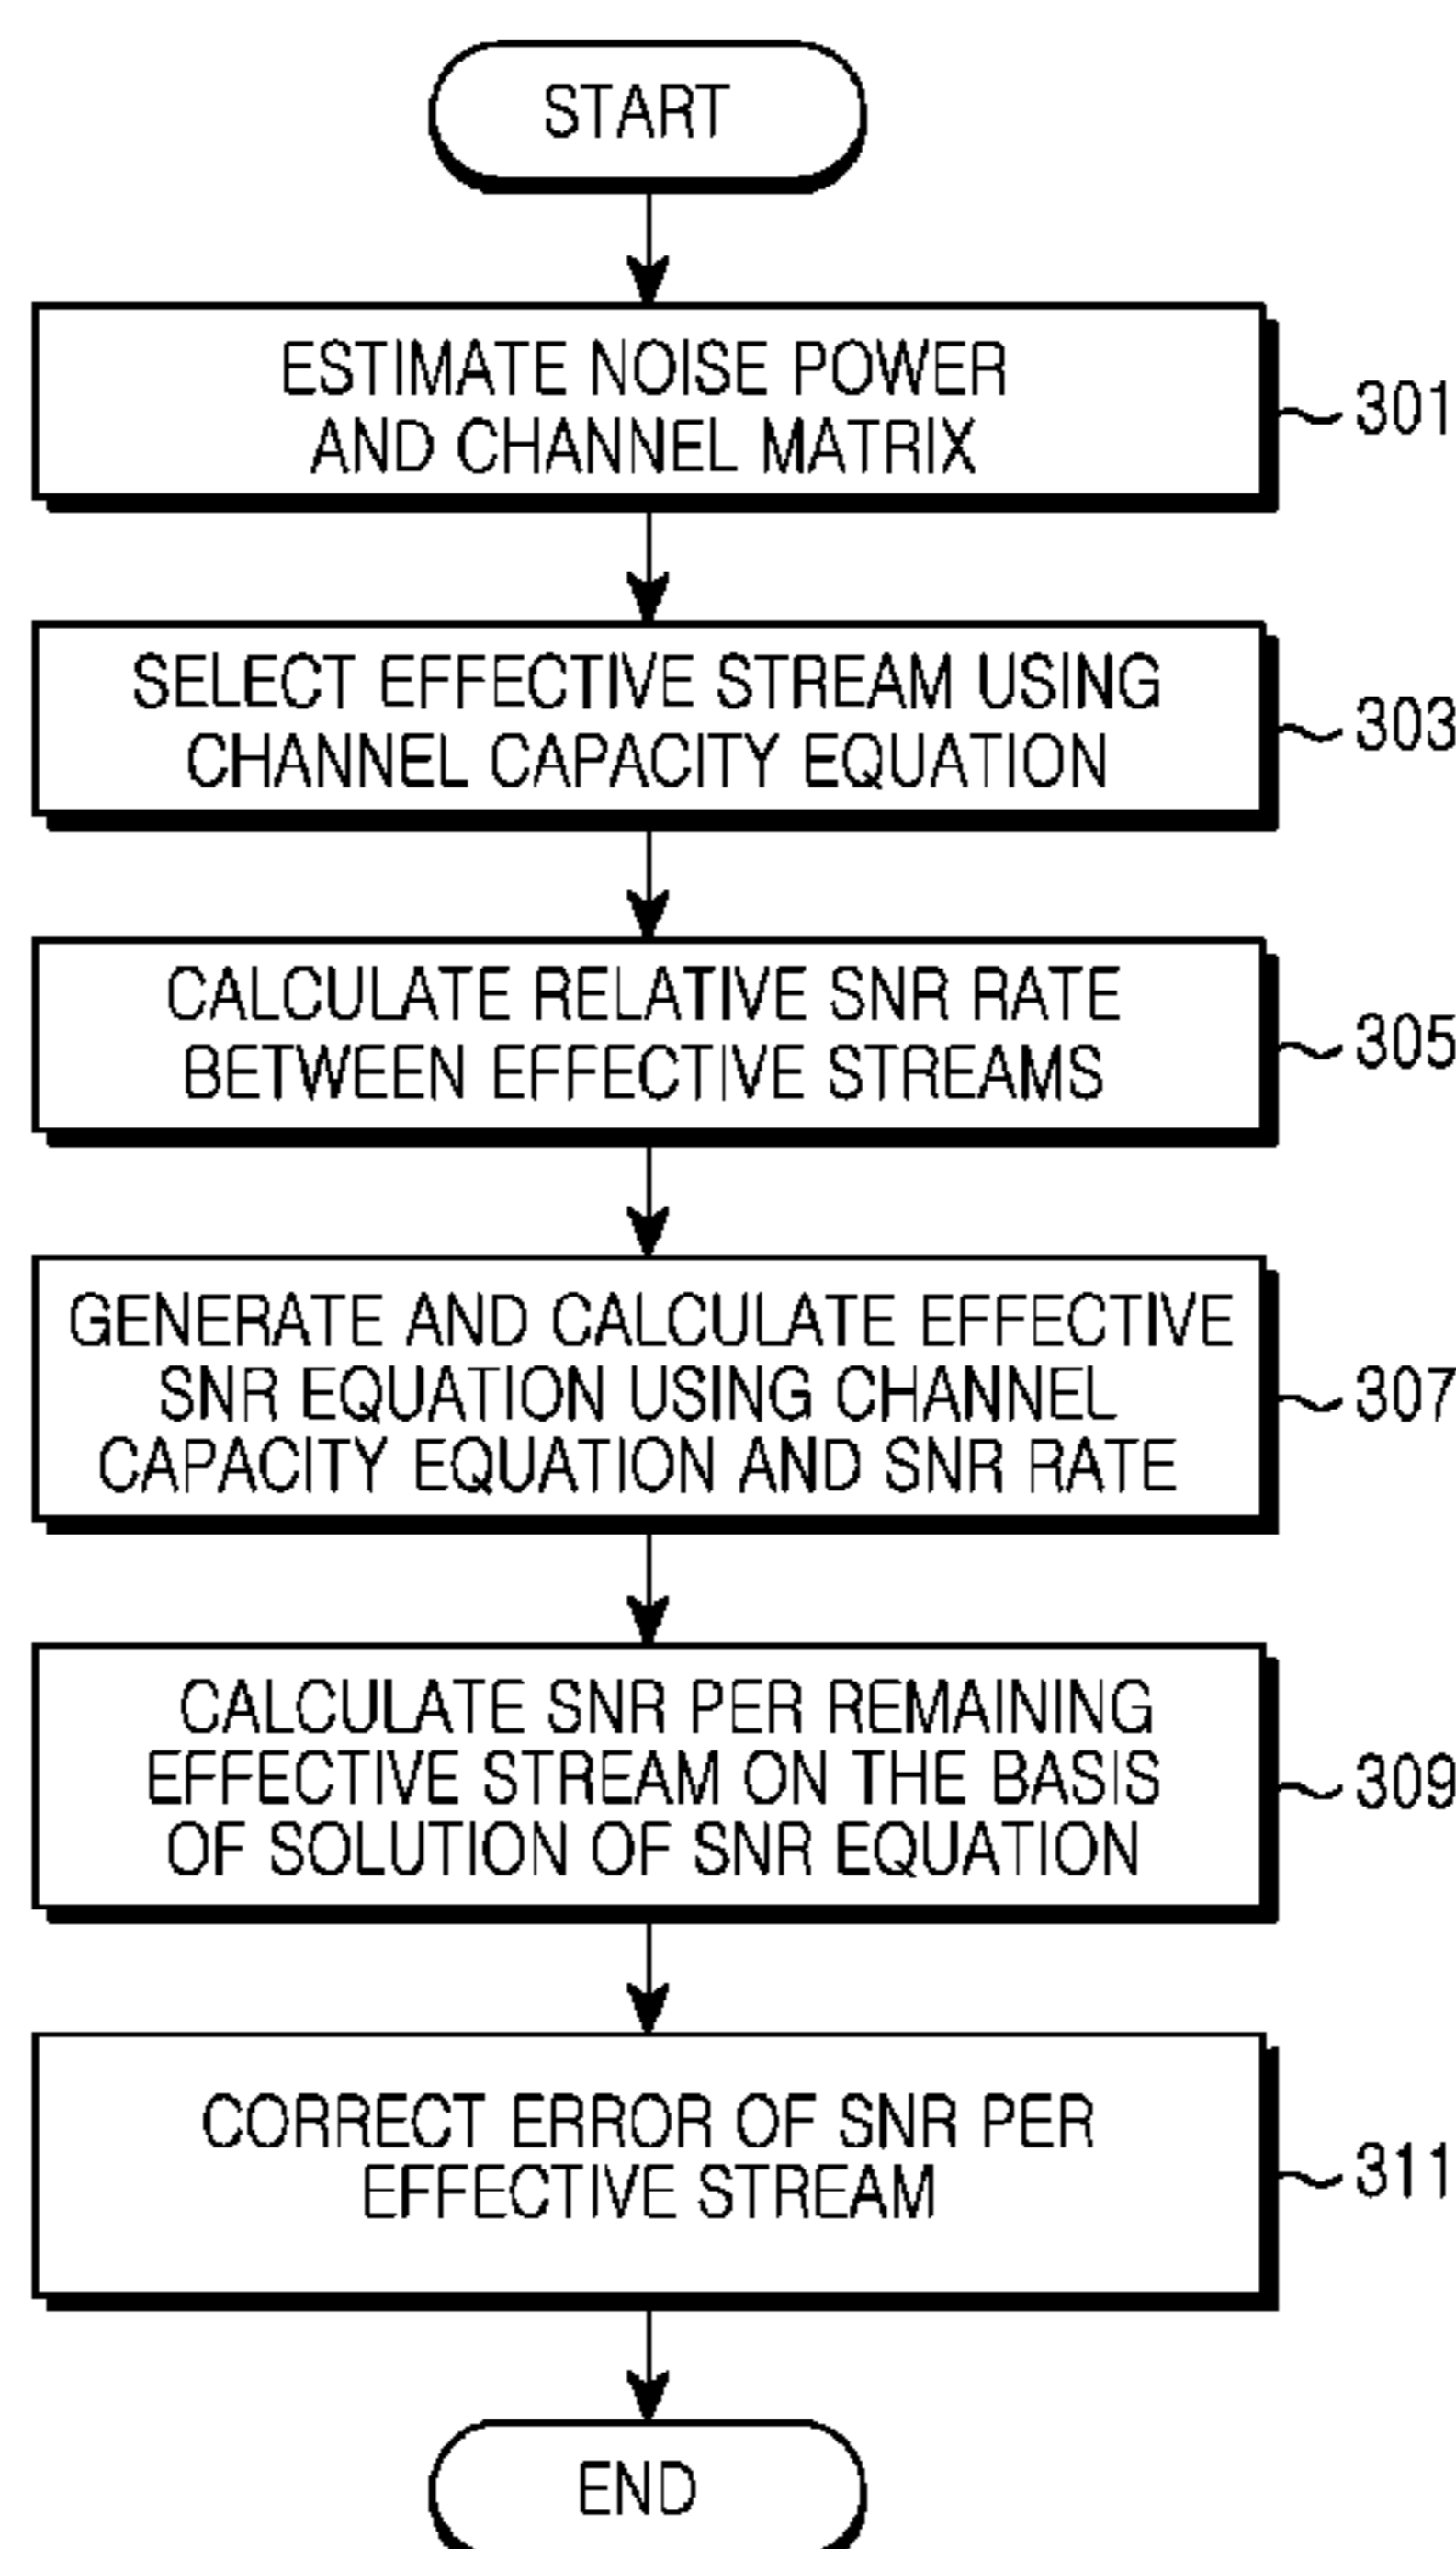 START
ESTIMATE NOISE POWER
AND CHANNEL MATRIX
301
SELECT EFFECTIVE STREAM USING
CHANNEL CAPACITY EQUATION
303
CALCULATE RELATIVE SNR RATE
BETWEEN EFFECTIVE STREAMS
305
GENERATE AND CALCULATE EFFECTIVE
SNR EQUATION USING CHANNEL
CAPACITY EQUATION AND SNR RATE
307
CALCULATE SNR PER REMAINING
EFFECTIVE STREAM ON THE BASIS
OF SOLUTION OF SNR EQUATION
309
CORRECT ERROR OF SNR PER
EFFECTIVE STREAM
311
END